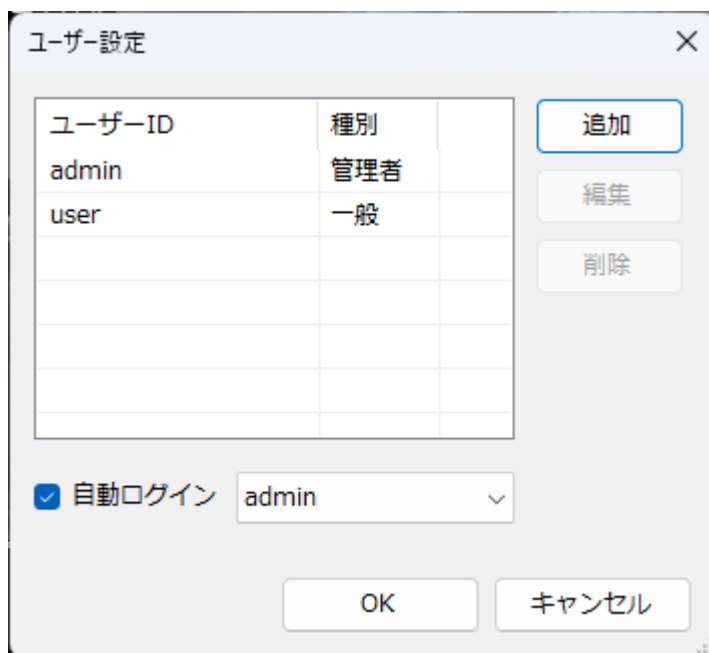 ユーザー設定
ユーザーID 種別
admin 管理者
user 一般
追加
編集
削除
自動ログイン admin
OK キャンセル